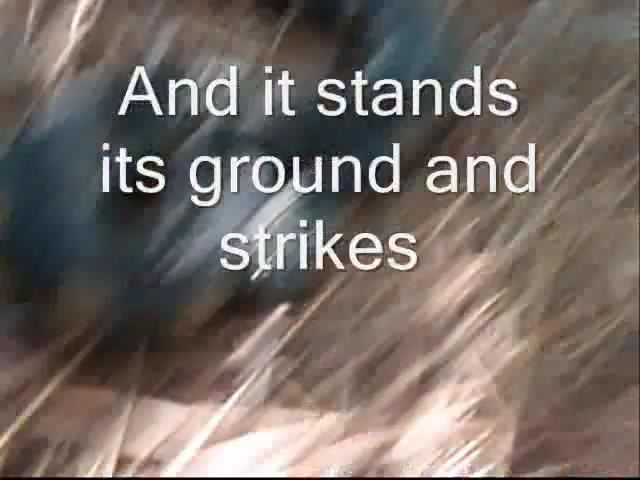 And it stands
its ground and
strikes